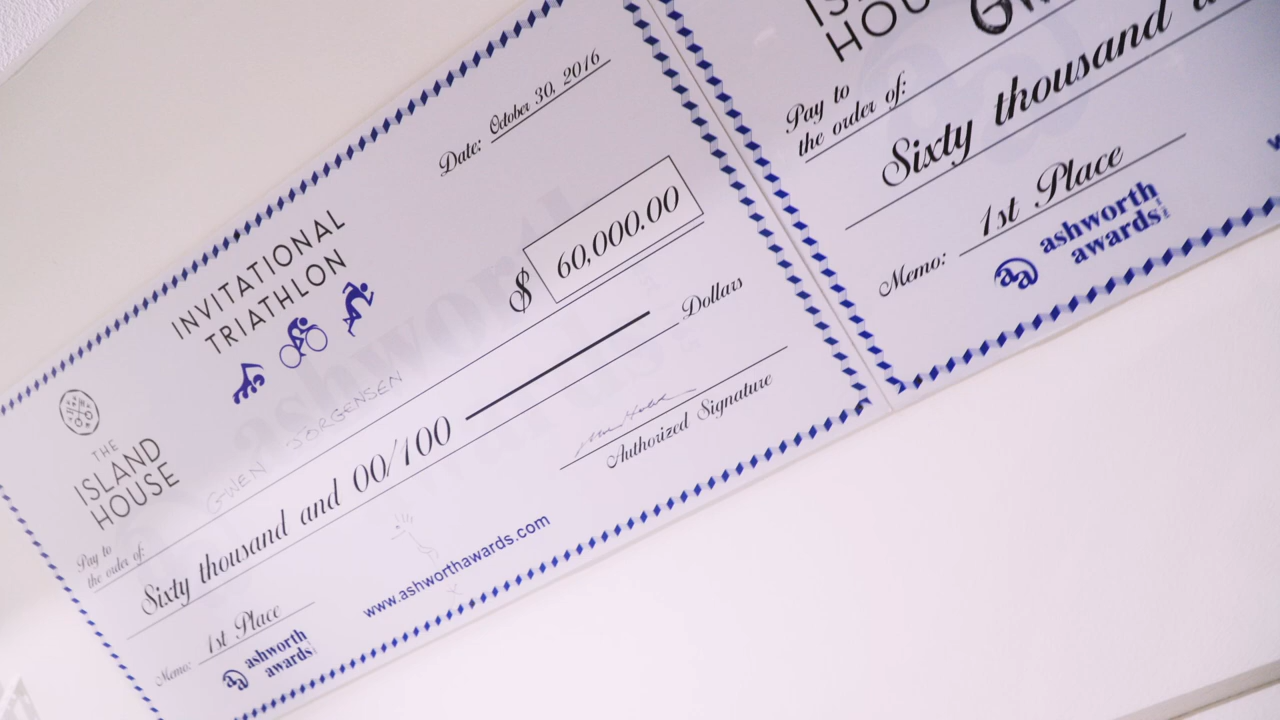 THE
ISLAND
HOUSE
INVITATIONAL
TRIATHLON
Date: October 30, 2016
$ 60,000.00
Pay to
the order of: GWEN JORGENSEN
Sixty thousand and 00/100 Dollars
Memo: 1st Place
Authorized Signature
ashworth
awards
www.ashworthawards.com
HOU
Pay to
the order of: Gw
Sixty thousand
Memo: 1st Place
ashworth
awards